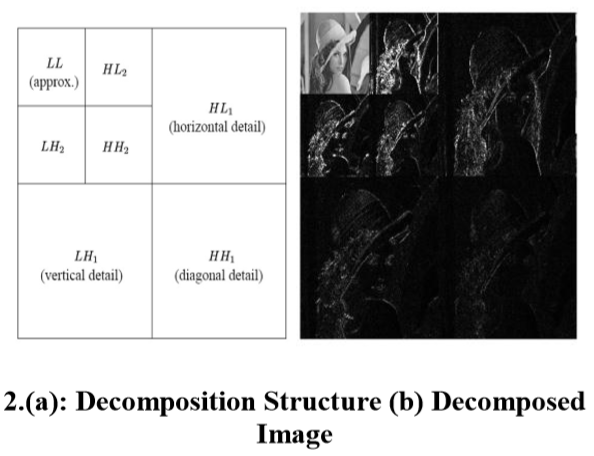 LL
(approx.)
HL₂
HL₁
(horizontal detail)
LH₂
HH₂
LH₁
(vertical detail)
HH₁
(diagonal detail)
2.(a): Decomposition Structure (b) Decomposed
Image